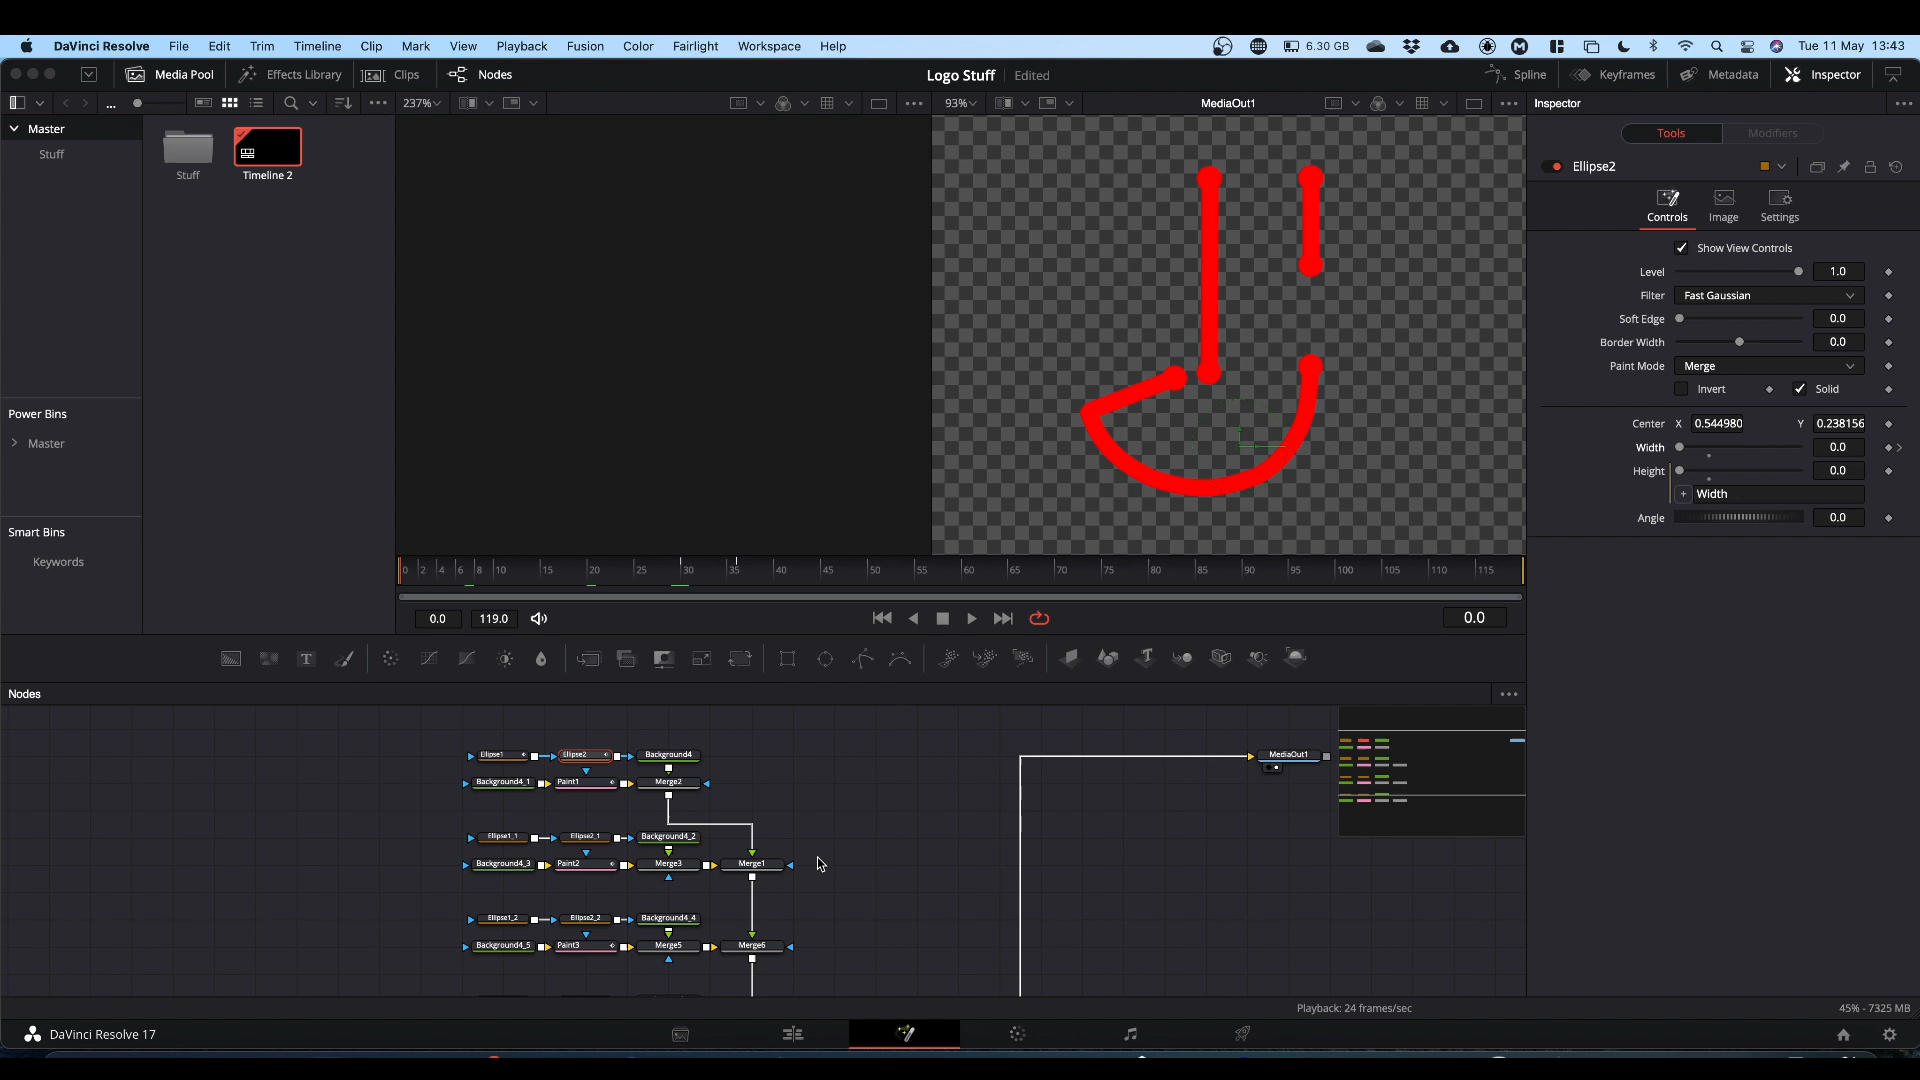 DaVinci Resolve File Edit Trim Timeline Clip Mark View Playback Fusion Color Fairlight Workspace Help 6.30 GB Tue 11 May 13:43
Media Pool Effects Library Clips Nodes Logo Stuff Edited Spline Keyframes Metadata Inspector
... 237% 93% MediaOut1 Inspector
Master
Stuff
Stuff
Timeline 2
Power Bins
Master
Smart Bins
Keywords
Tools Modifiers
Ellipse2
Controls Image Settings
Show View Controls
Level 1.0
Filter Fast Gaussian
Soft Edge 0.0
Border Width 0.0
Paint Mode Merge
Invert Solid
Center X 0.544980 Y 0.238156
Width 0.0
Height 0.0
+ Width
Angle 0.0
0 2 4 6 8 10 15 20 25 30 35 40 45 50 55 60 65 70 75 80 85 90 95 100 105 110 115
0.0 119.0 0.0
Nodes
Ellipse1 Ellipse2 Background4 MediaOut1
Background4_1 Paint1 Merge2
Ellipse1_1 Ellipse2_1 Background4_2
Background4_3 Paint2 Merge3 Merge1
Ellipse1_2 Ellipse2_2 Background4_4
Background4_5 Paint3 Merge5 Merge6
Playback: 24 frames/sec 45% - 7325 MB
DaVinci Resolve 17